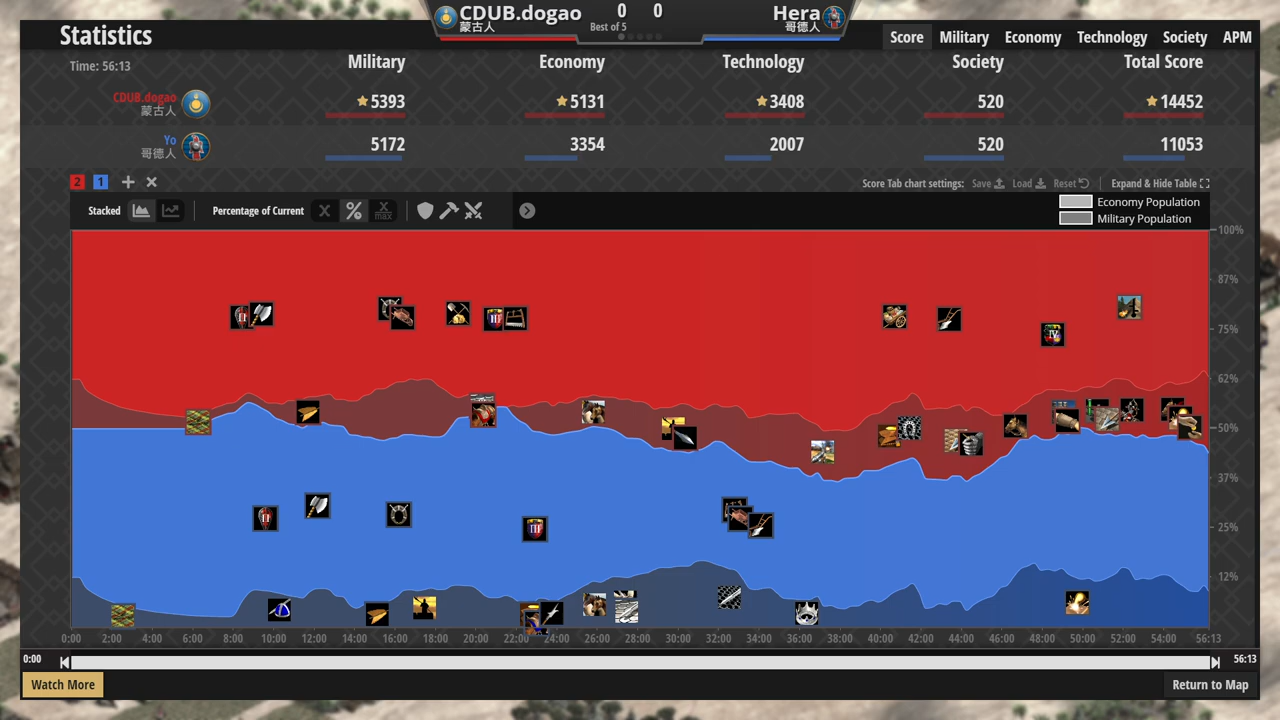 CDUB.dogao 0 0 Hera
蒙古人 Best of 5 哥德人
Statistics
Score Military Economy Technology Society APM
Time: 56:13
Military Economy Technology Society Total Score
CDUB.dogao
蒙古人
5393 5131 3408 520 14452
Yo
哥德人
5172 3354 2007 520 11053
2 1
Score Tab chart settings: Save Load Reset Expand & Hide Table
Stacked Percentage of Current X % X max
Economy Population
Military Population
100%
87%
75%
62%
50%
37%
25%
12%
0:00 2:00 4:00 6:00 8:00 10:00 12:00 14:00 16:00 18:00 20:00 22:00 24:00 26:00 28:00 30:00 32:00 34:00 36:00 38:00 40:00 42:00 44:00 46:00 48:00 50:00 52:00 54:00 56:13
0:00 56:13
Watch More Return to Map